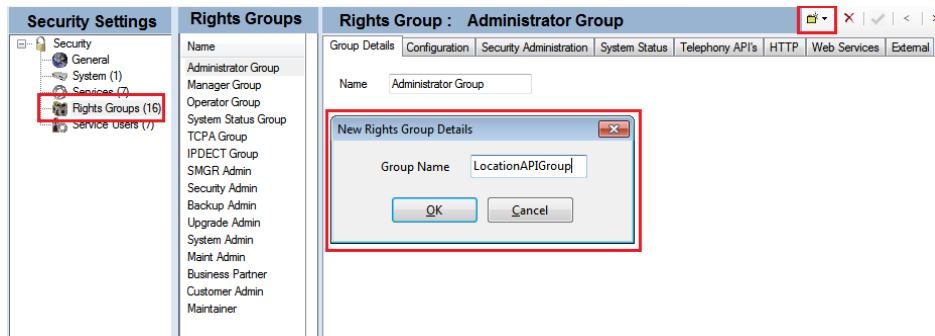 Security Settings
Security
General
System (1)
Services (7)
Rights Groups (16)
Service Users (7)
Rights Groups
Name
Administrator Group
Manager Group
Operator Group
System Status Group
TCPA Group
IPDECT Group
SMGR Admin
Security Admin
Backup Admin
Upgrade Admin
System Admin
Maint Admin
Business Partner
Customer Admin
Maintainer
Rights Group : Administrator Group
Group Details Configuration Security Administration System Status Telephony API's HTTP Web Services External
Name Administrator Group
New Rights Group Details
Group Name LocationAPIGroup
OK Cancel